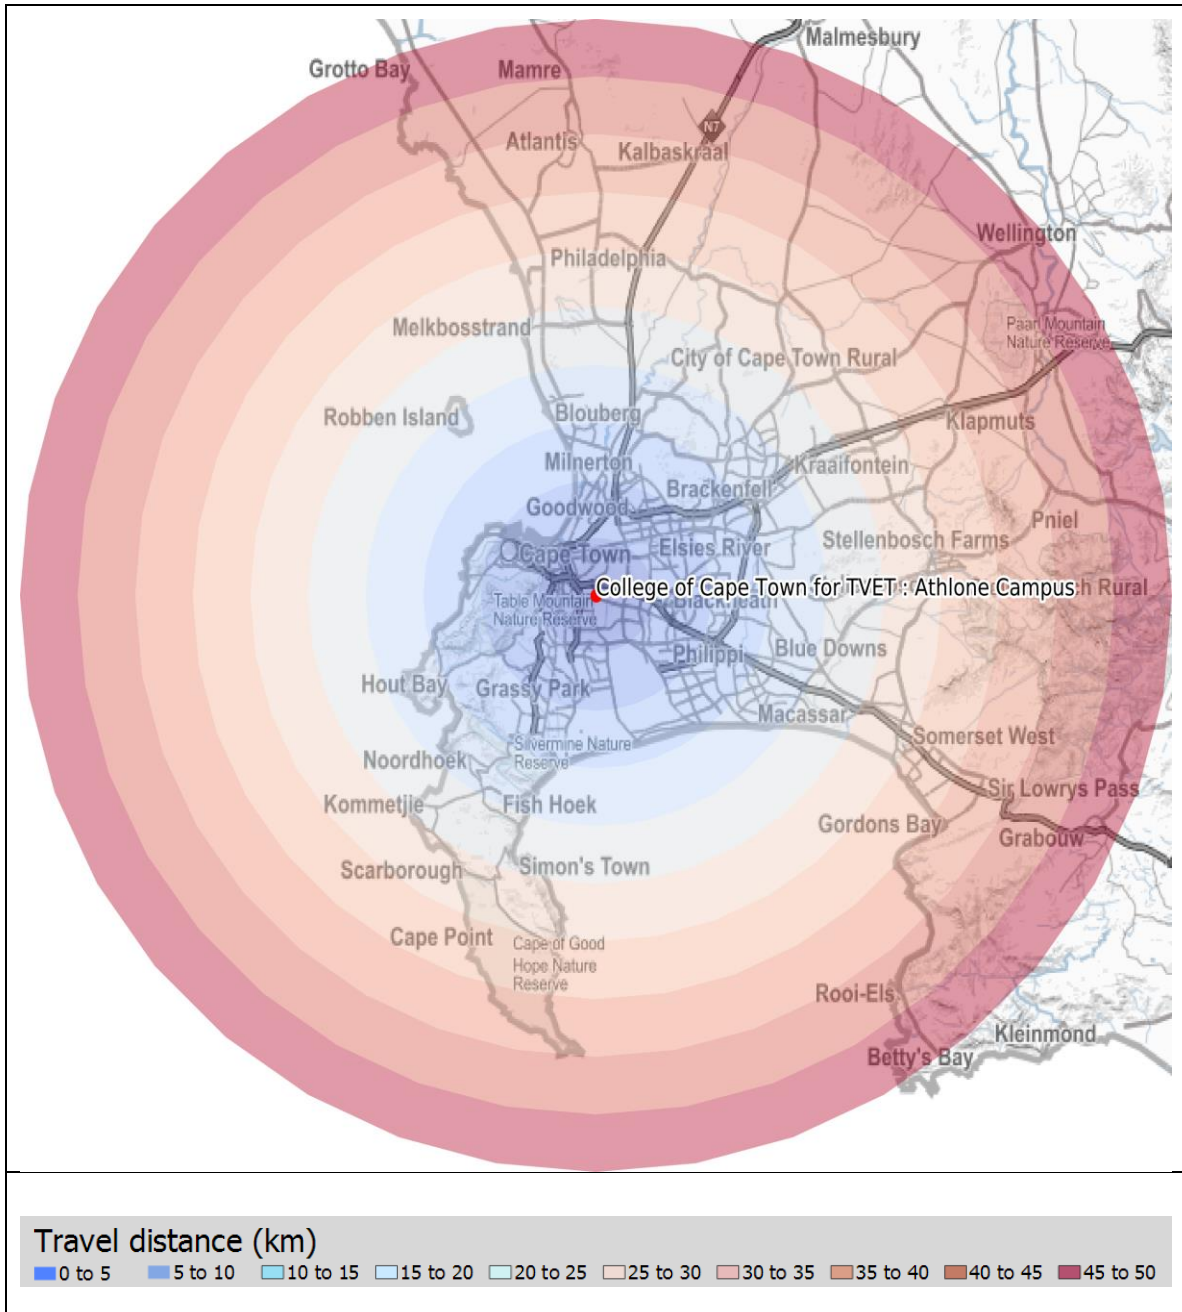 Malmesbury
Grotto Bay
Mamre
N7
Atlantis
Kalbaskraal
Wellington
Philadelphia
Melkbosstrand
Paarl Mountain
Nature Reserve
City of Cape Town Rural
Robben Island
Blouberg
Klapmuts
Milnerton
Kraaifontein
Brackenfell
Goodwood
Pniel
Cape Town
Elsies River
Stellenbosch Farms
College of Cape Town for TVET : Athlone Campus
ch Rural
Table Mountain
Nature Reserve
Blackheath
Philippi
Blue Downs
Hout Bay
Grassy Park
Macassar
Silvermine Nature
Reserve
Somerset West
Noordhoek
Sir Lowrys Pass
Kommetjie
Fish Hoek
Gordons Bay
Grabouw
Scarborough
Simon's Town
Cape Point
Cape of Good
Hope Nature
Reserve
Rooi-Els
Kleinmond
Betty's Bay
Travel distance (km)
0 to 5 5 to 10 10 to 15 15 to 20 20 to 25 25 to 30 30 to 35 35 to 40 40 to 45 45 to 50